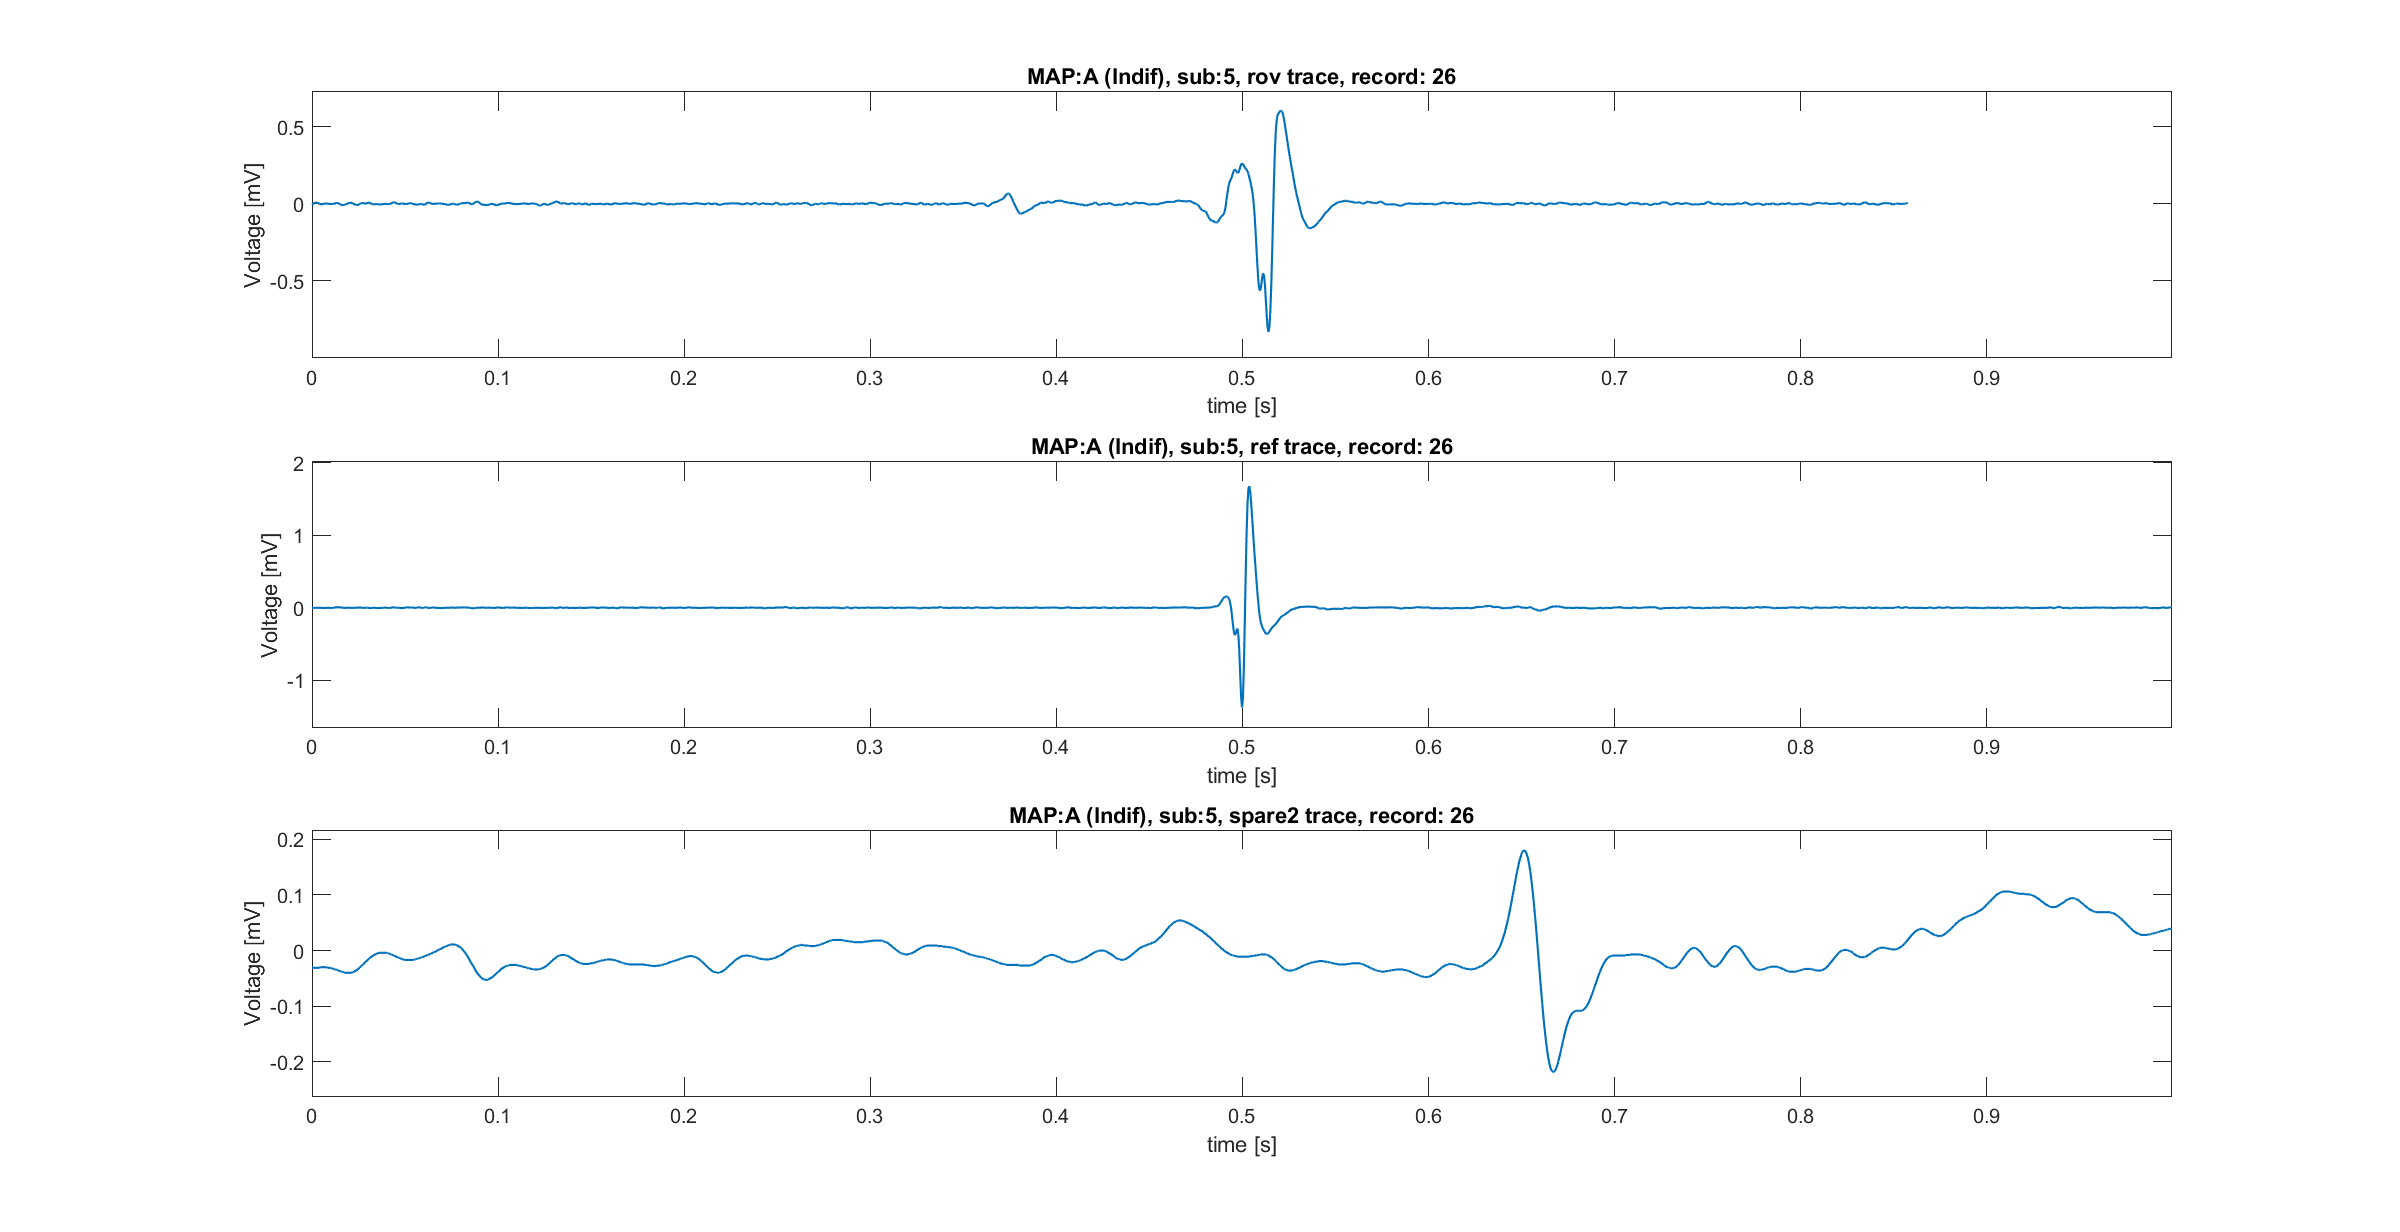 MAP:A (Indif), sub:5, rov trace, record: 26
Voltage [mV]
0.5
0
-0.5
0 0.1 0.2 0.3 0.4 0.5 0.6 0.7 0.8 0.9
time [s]
MAP:A (Indif), sub:5, ref trace, record: 26
Voltage [mV]
2
1
0
-1
0 0.1 0.2 0.3 0.4 0.5 0.6 0.7 0.8 0.9
time [s]
MAP:A (Indif), sub:5, spare2 trace, record: 26
Voltage [mV]
0.2
0.1
0
-0.1
-0.2
0 0.1 0.2 0.3 0.4 0.5 0.6 0.7 0.8 0.9
time [s]